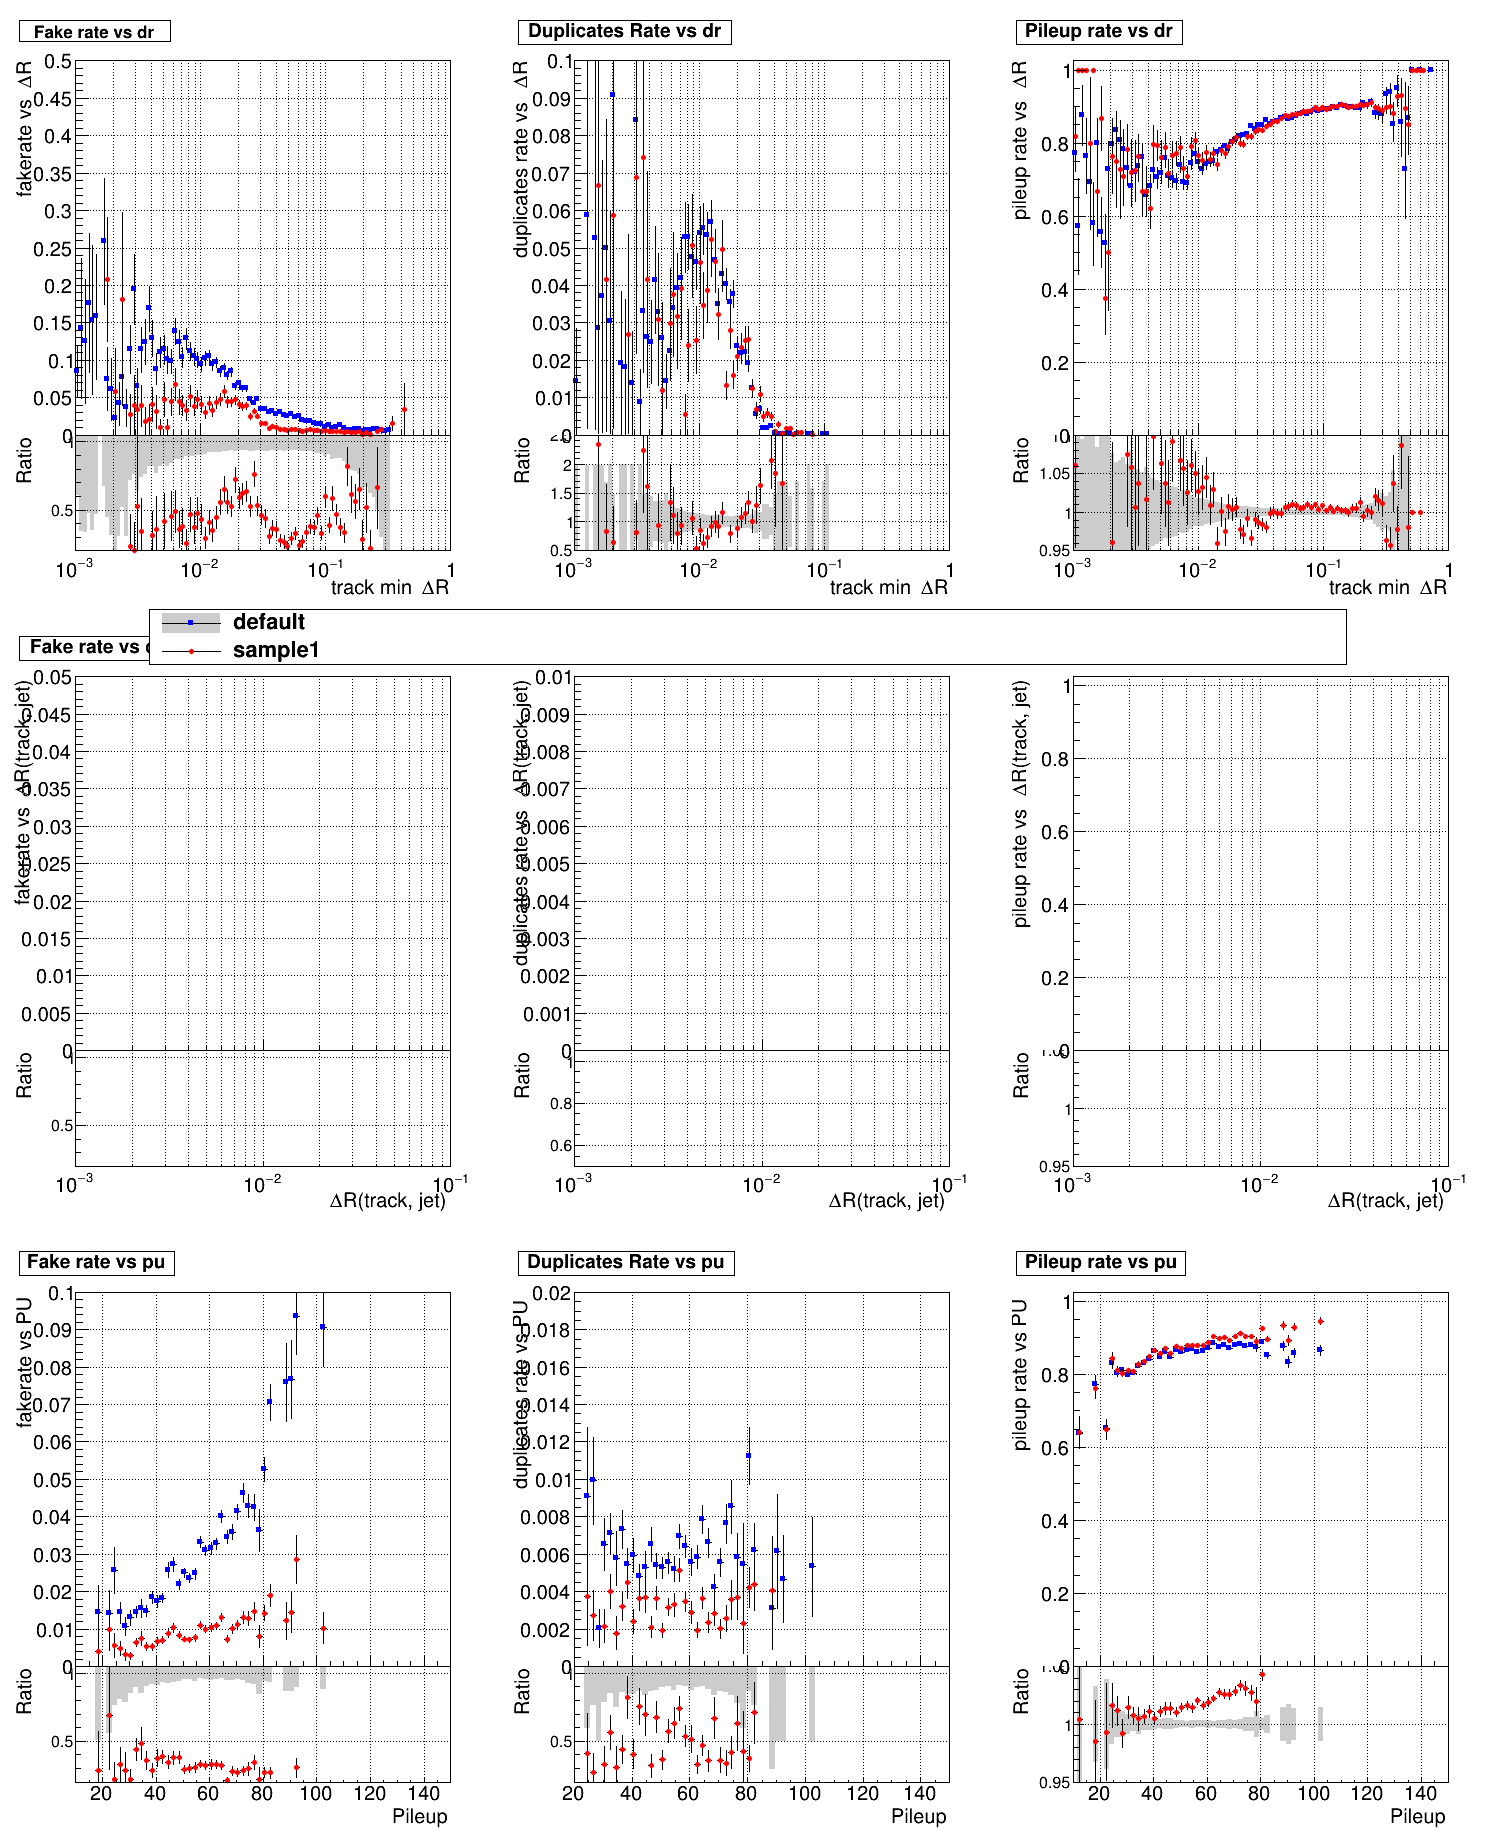 Fake rate vs dr
fakerate vs ΔR
0.5
0.45
0.4
0.35
0.3
0.25
0.2
0.15
0.1
0.05
0
Ratio
0.5
10⁻³ 10⁻² 10⁻¹ 1
track min ΔR
Duplicates Rate vs dr
duplicates rate vs ΔR
0.1
0.09
0.08
0.07
0.06
0.05
0.04
0.03
0.02
0.01
0
Ratio
2
1.5
1
0.5
10⁻³ 10⁻² 10⁻¹ 1
track min ΔR
Pileup rate vs dr
pileup rate vs ΔR
1
0.8
0.6
0.4
0.2
0
Ratio
1.05
1
0.95
10⁻³ 10⁻² 10⁻¹ 1
track min ΔR
default
sample1
Fake rate vs
fakerate vs ΔR(track, jet)
0.05
0.045
0.04
0.035
0.03
0.025
0.02
0.015
0.01
0.005
0
Ratio
1
0.5
10⁻³ 10⁻² 10⁻¹
ΔR(track, jet)
duplicates rate vs ΔR(track, jet)
0.01
0.009
0.008
0.007
0.006
0.005
0.004
0.003
0.002
0.001
0
Ratio
1
0.8
0.6
10⁻³ 10⁻² 10⁻¹
ΔR(track, jet)
pileup rate vs ΔR(track, jet)
1
0.8
0.6
0.4
0.2
0
Ratio
1
0.95
10⁻³ 10⁻² 10⁻¹
ΔR(track, jet)
Fake rate vs pu
fakerate vs PU
0.1
0.09
0.08
0.07
0.06
0.05
0.04
0.03
0.02
0.01
0
Ratio
1
0.5
20 40 60 80 100 120 140
Pileup
Duplicates Rate vs pu
duplicates rate vs PU
0.02
0.018
0.016
0.014
0.012
0.01
0.008
0.006
0.004
0.002
0
Ratio
1
0.5
20 40 60 80 100 120 140
Pileup
Pileup rate vs pu
pileup rate vs PU
1
0.8
0.6
0.4
0.2
0
Ratio
1
0.95
20 40 60 80 100 120 140
Pileup